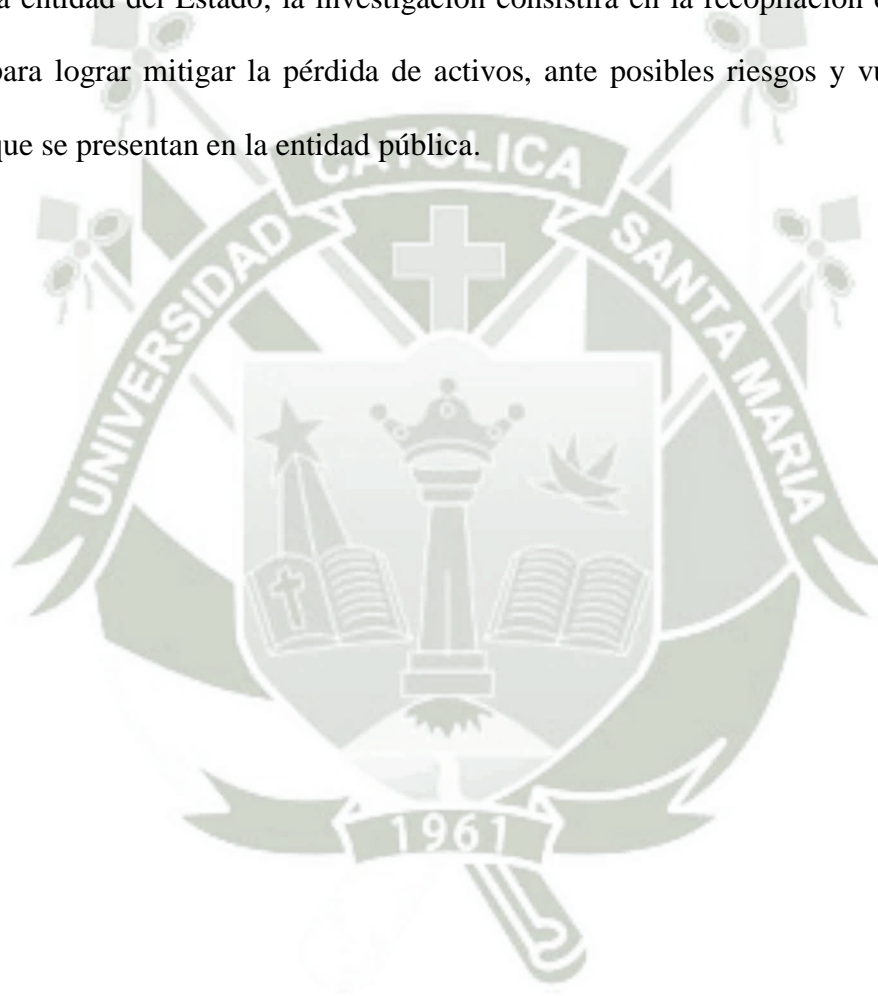 a entidad del Estado, la investigación consistirá en la recopilación
para lograr mitigar la pérdida de activos, ante posibles riesgos y
que se presentan en la entidad pública.
CATOLICA
UNIVERSIDAD
SANTA MARIA
1961